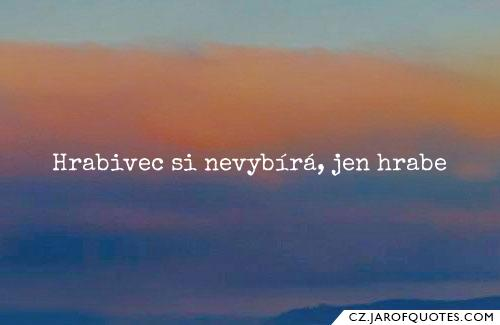 Hrabivec si nevybírá, jen hrabe
CZ.JAROFQUOTES.COM